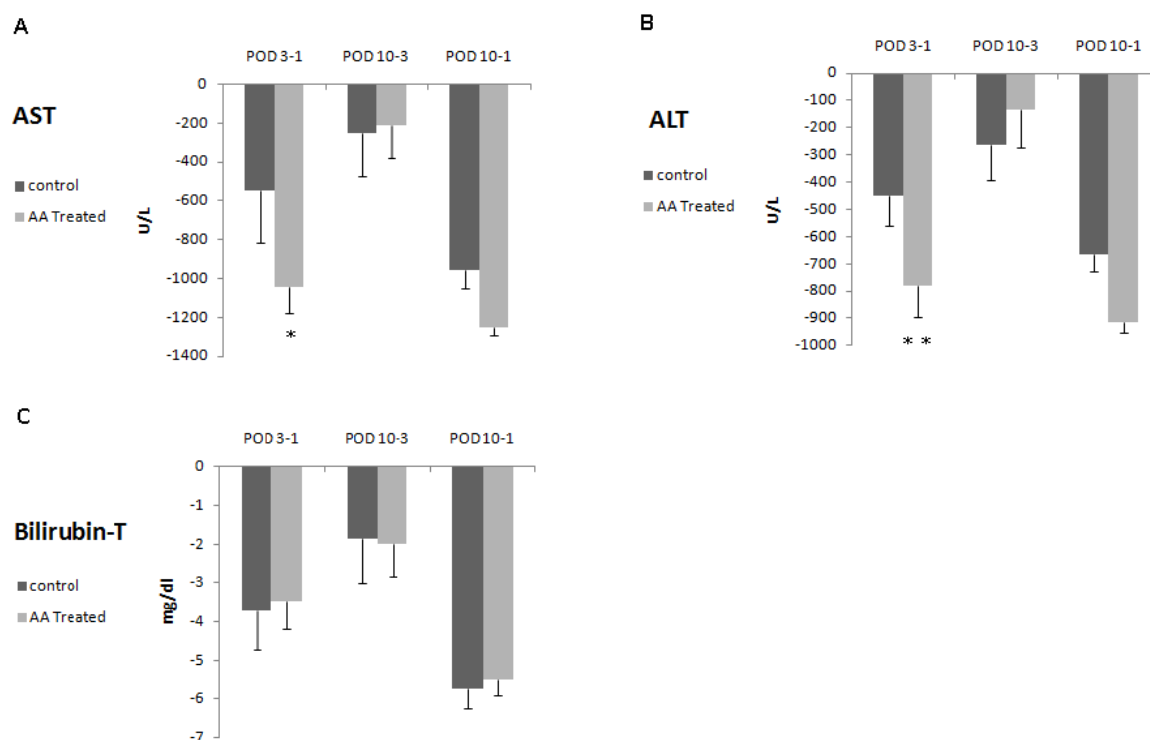 A
POD 3-1 POD 10-3 POD 10-1
AST
control
AA Treated
U/L
0
-200
-400
-600
-800
-1000
-1200
-1400
*
B
POD 3-1 POD 10-3 POD 10-1
ALT
control
AA Treated
U/L
0
-100
-200
-300
-400
-500
-600
-700
-800
-900
-1000
* *
C
POD 3-1 POD 10-3 POD 10-1
Bilirubin-T
control
AA Treated
mg/dl
0
-1
-2
-3
-4
-5
-6
-7